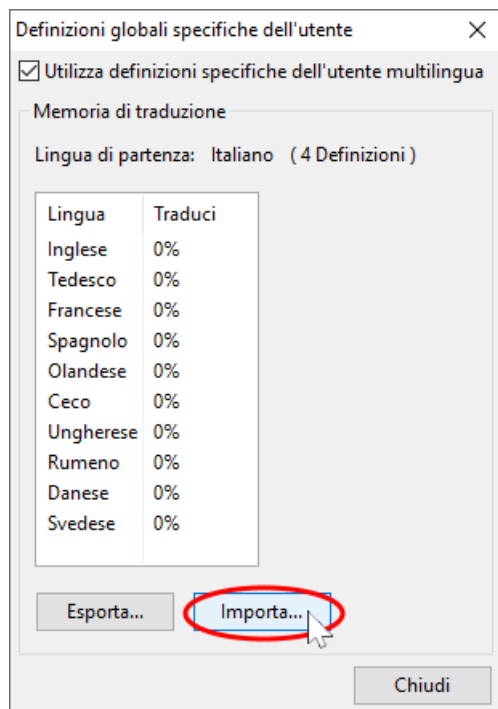 Definizioni globali specifiche dell'utente
Utilizza definizioni specifiche dell'utente multilingua
Memoria di traduzione
Lingua di partenza: Italiano ( 4 Definizioni )
Lingua Traduci
Inglese 0%
Tedesco 0%
Francese 0%
Spagnolo 0%
Olandese 0%
Ceco 0%
Ungherese 0%
Rumeno 0%
Danese 0%
Svedese 0%
Esporta... Importa...
Chiudi